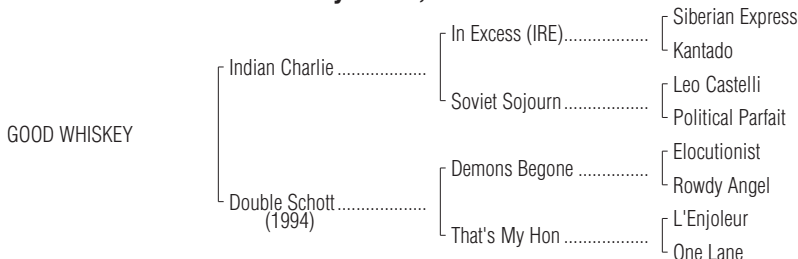 Siberian Express
In Excess (IRE)...................
Kantado
Indian Charlie ...................
Leo Castelli
Soviet Sojourn...................
Political Parfait
GOOD WHISKEY
Elocutionist
Demons Begone ...............
Rowdy Angel
Double Schott...................
(1994)
L'Enjoleur
That's My Hon ..................
One Lane